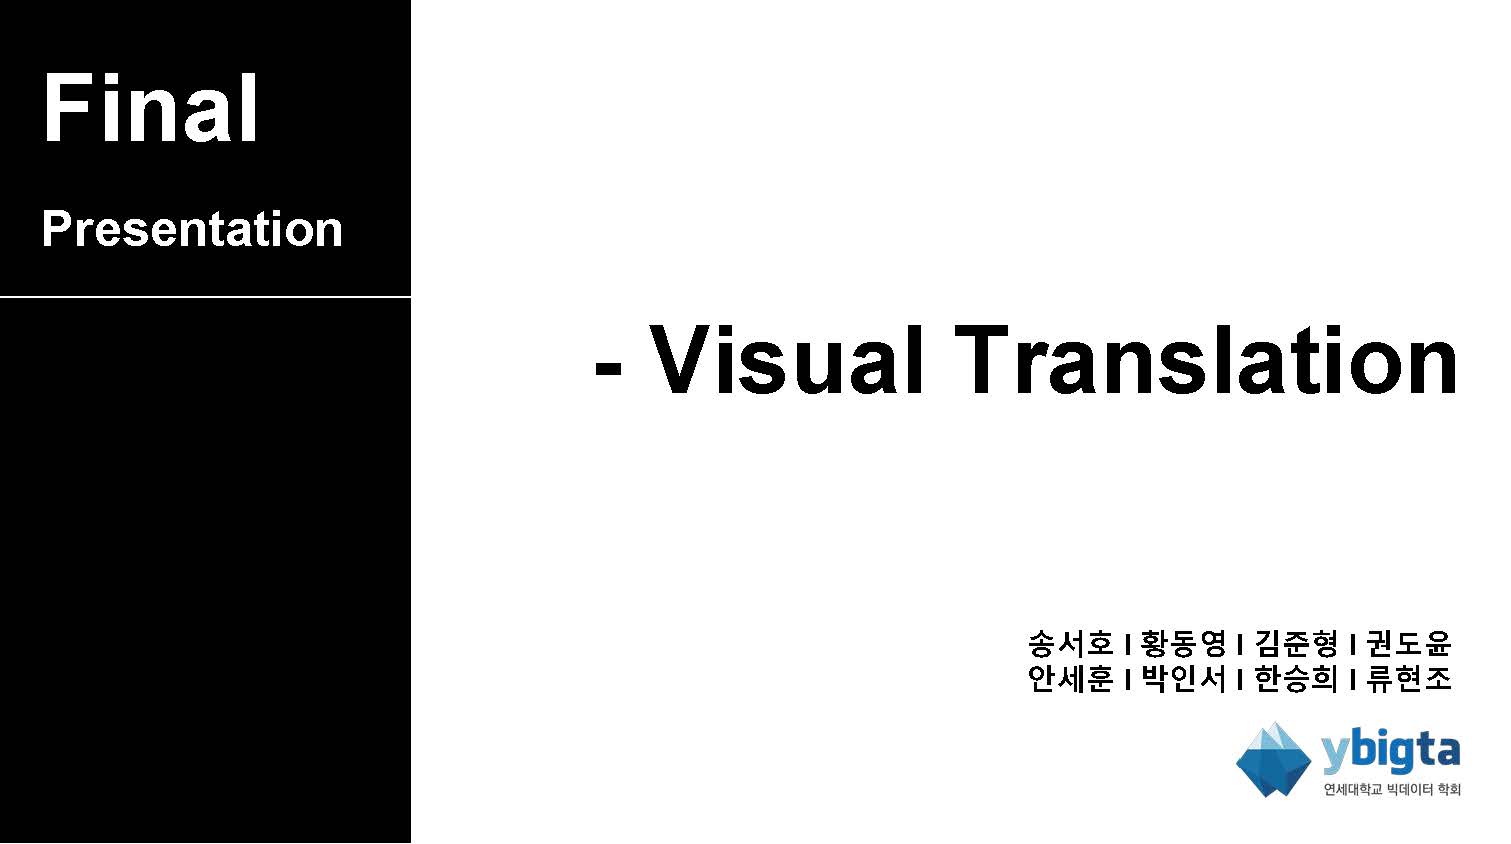 Final
Presentation
- Visual Translation
송서호 I 황동영 I 김준형 I 권도윤
안세훈 I 박인서 I 한승희 I 류현조
ybigta
연세대학교 빅데이터 학회